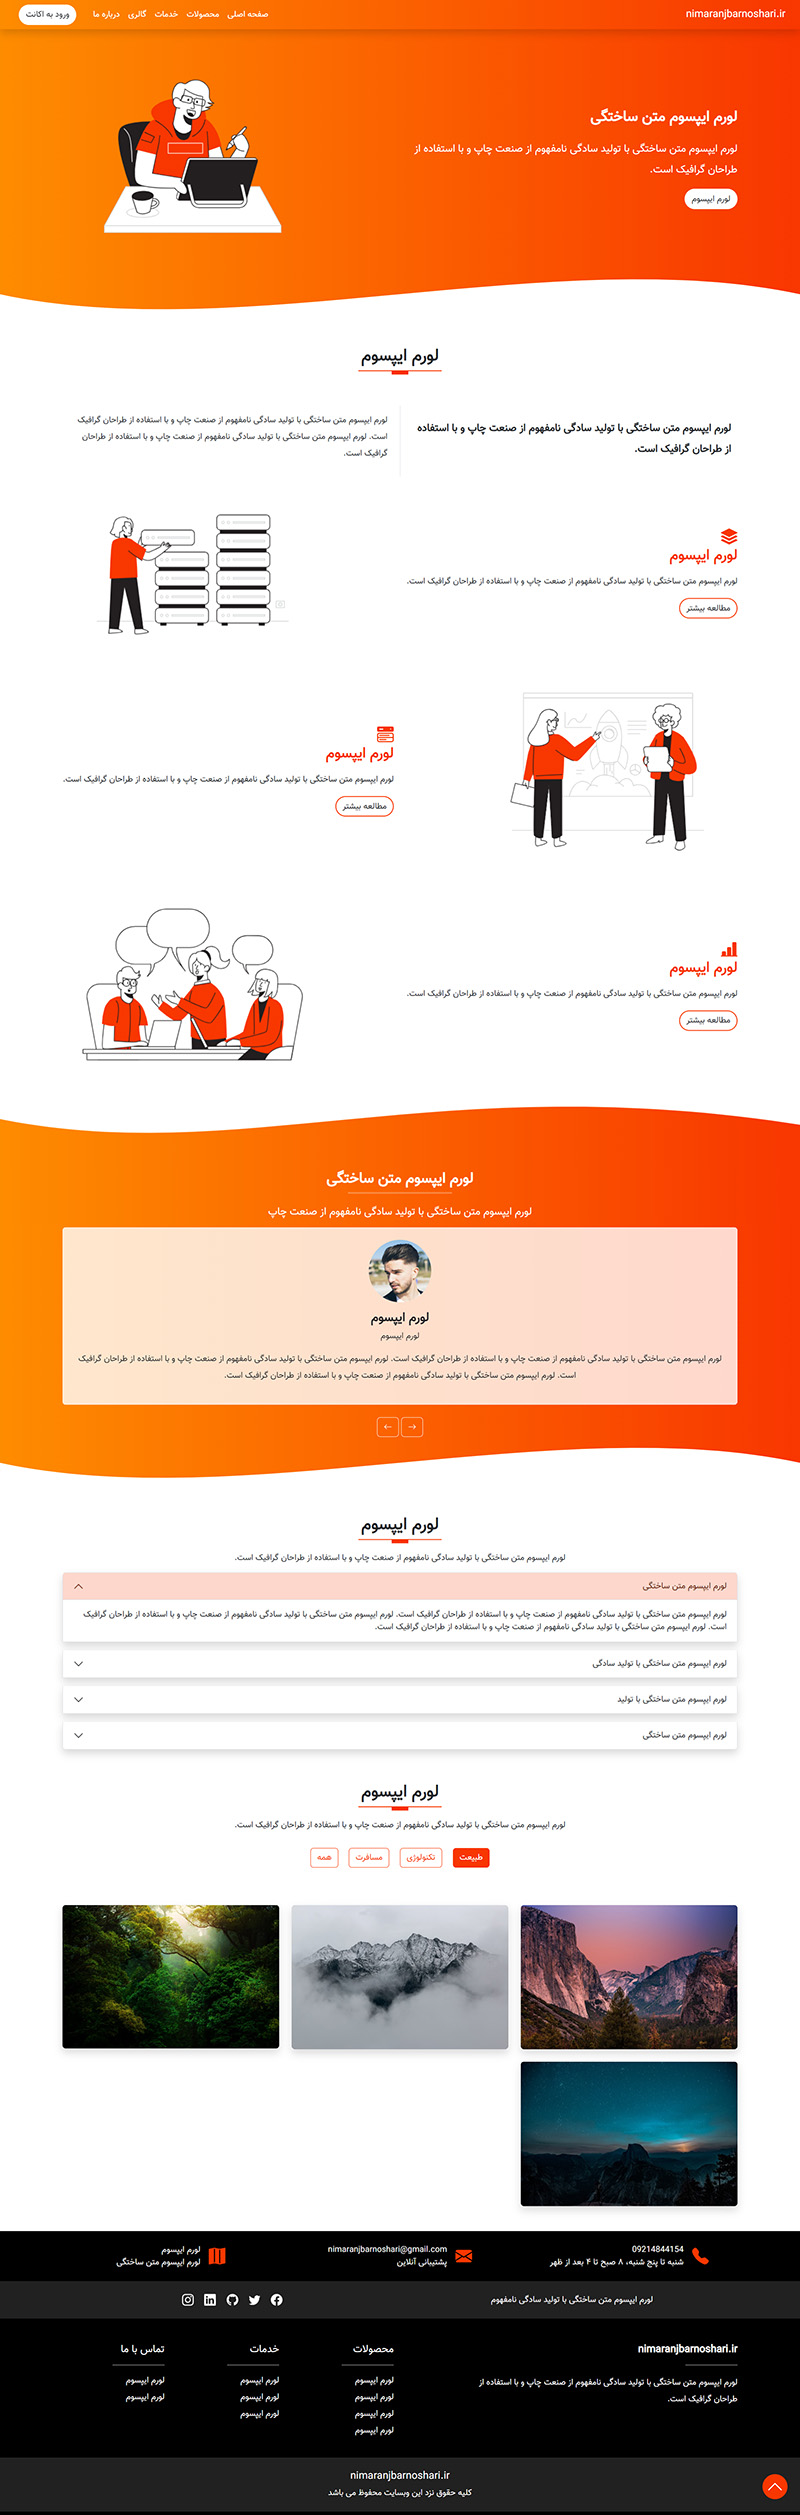 nimaranjbarnoshari.ir
صفحه اصلی
محصولات
خدمات
گالری
درباره ما
ورود به اکانت
لورم ایپسوم متن ساختگی
لورم ایپسوم متن ساختگی با تولید سادگی نامفهوم از صنعت چاپ و با استفاده از
طراحان گرافیک است.
لورم ایپسوم
لورم ایپسوم
لورم ایپسوم متن ساختگی با تولید سادگی نامفهوم از صنعت چاپ و با استفاده
از طراحان گرافیک است.
لورم ایپسوم متن ساختگی با تولید سادگی نامفهوم از صنعت چاپ و با استفاده از طراحان گرافیک
است. لورم ایپسوم متن ساختگی با تولید سادگی نامفهوم از صنعت چاپ و با استفاده از طراحان
گرافیک است.
لورم ایپسوم
لورم ایپسوم متن ساختگی با تولید سادگی نامفهوم از صنعت چاپ و با استفاده از طراحان گرافیک است.
مطالعه بیشتر
لورم ایپسوم
لورم ایپسوم متن ساختگی با تولید سادگی نامفهوم از صنعت چاپ و با استفاده از طراحان گرافیک است.
مطالعه بیشتر
لورم ایپسوم
لورم ایپسوم متن ساختگی با تولید سادگی نامفهوم از صنعت چاپ و با استفاده از طراحان گرافیک است.
مطالعه بیشتر
لورم ایپسوم متن ساختگی
لورم ایپسوم متن ساختگی با تولید سادگی نامفهوم از صنعت چاپ
لورم ایپسوم
لورم ایپسوم
لورم ایپسوم متن ساختگی با تولید سادگی نامفهوم از صنعت چاپ و با استفاده از طراحان گرافیک است. لورم ایپسوم متن ساختگی با تولید سادگی نامفهوم از صنعت چاپ و با استفاده از طراحان گرافیک
است. لورم ایپسوم متن ساختگی با تولید سادگی نامفهوم از صنعت چاپ و با استفاده از طراحان گرافیک است.
لورم ایپسوم
لورم ایپسوم متن ساختگی با تولید سادگی نامفهوم از صنعت چاپ و با استفاده از طراحان گرافیک است.
لورم ایپسوم متن ساختگی
لورم ایپسوم متن ساختگی با تولید سادگی نامفهوم از صنعت چاپ و با استفاده از طراحان گرافیک است. لورم ایپسوم متن ساختگی با تولید سادگی نامفهوم از صنعت چاپ و با استفاده از طراحان گرافیک
است. لورم ایپسوم متن ساختگی با تولید سادگی نامفهوم از صنعت چاپ و با استفاده از طراحان گرافیک است.
لورم ایپسوم متن ساختگی با تولید سادگی
لورم ایپسوم متن ساختگی با تولید
لورم ایپسوم متن ساختگی
لورم ایپسوم
لورم ایپسوم متن ساختگی با تولید سادگی نامفهوم از صنعت چاپ و با استفاده از طراحان گرافیک است.
طبیعت
تکنولوژی
مسافرت
همه
09214844154
شنبه تا پنج شنبه، ۸ صبح تا ۴ بعد از ظهر
nimaranjbarnoshari@gmail.com
پشتیبانی آنلاین
لورم ایپسوم
لورم ایپسوم متن ساختگی
لورم ایپسوم متن ساختگی با تولید سادگی نامفهوم
nimaranjbarnoshari.ir
لورم ایپسوم متن ساختگی با تولید سادگی نامفهوم از صنعت چاپ و با استفاده از
طراحان گرافیک است.
محصولات
لورم ایپسوم
لورم ایپسوم
لورم ایپسوم
لورم ایپسوم
خدمات
لورم ایپسوم
لورم ایپسوم
لورم ایپسوم
تماس با ما
لورم ایپسوم
لورم ایپسوم
nimaranjbarnoshari.ir
کلیه حقوق نزد این وبسایت محفوظ می باشد